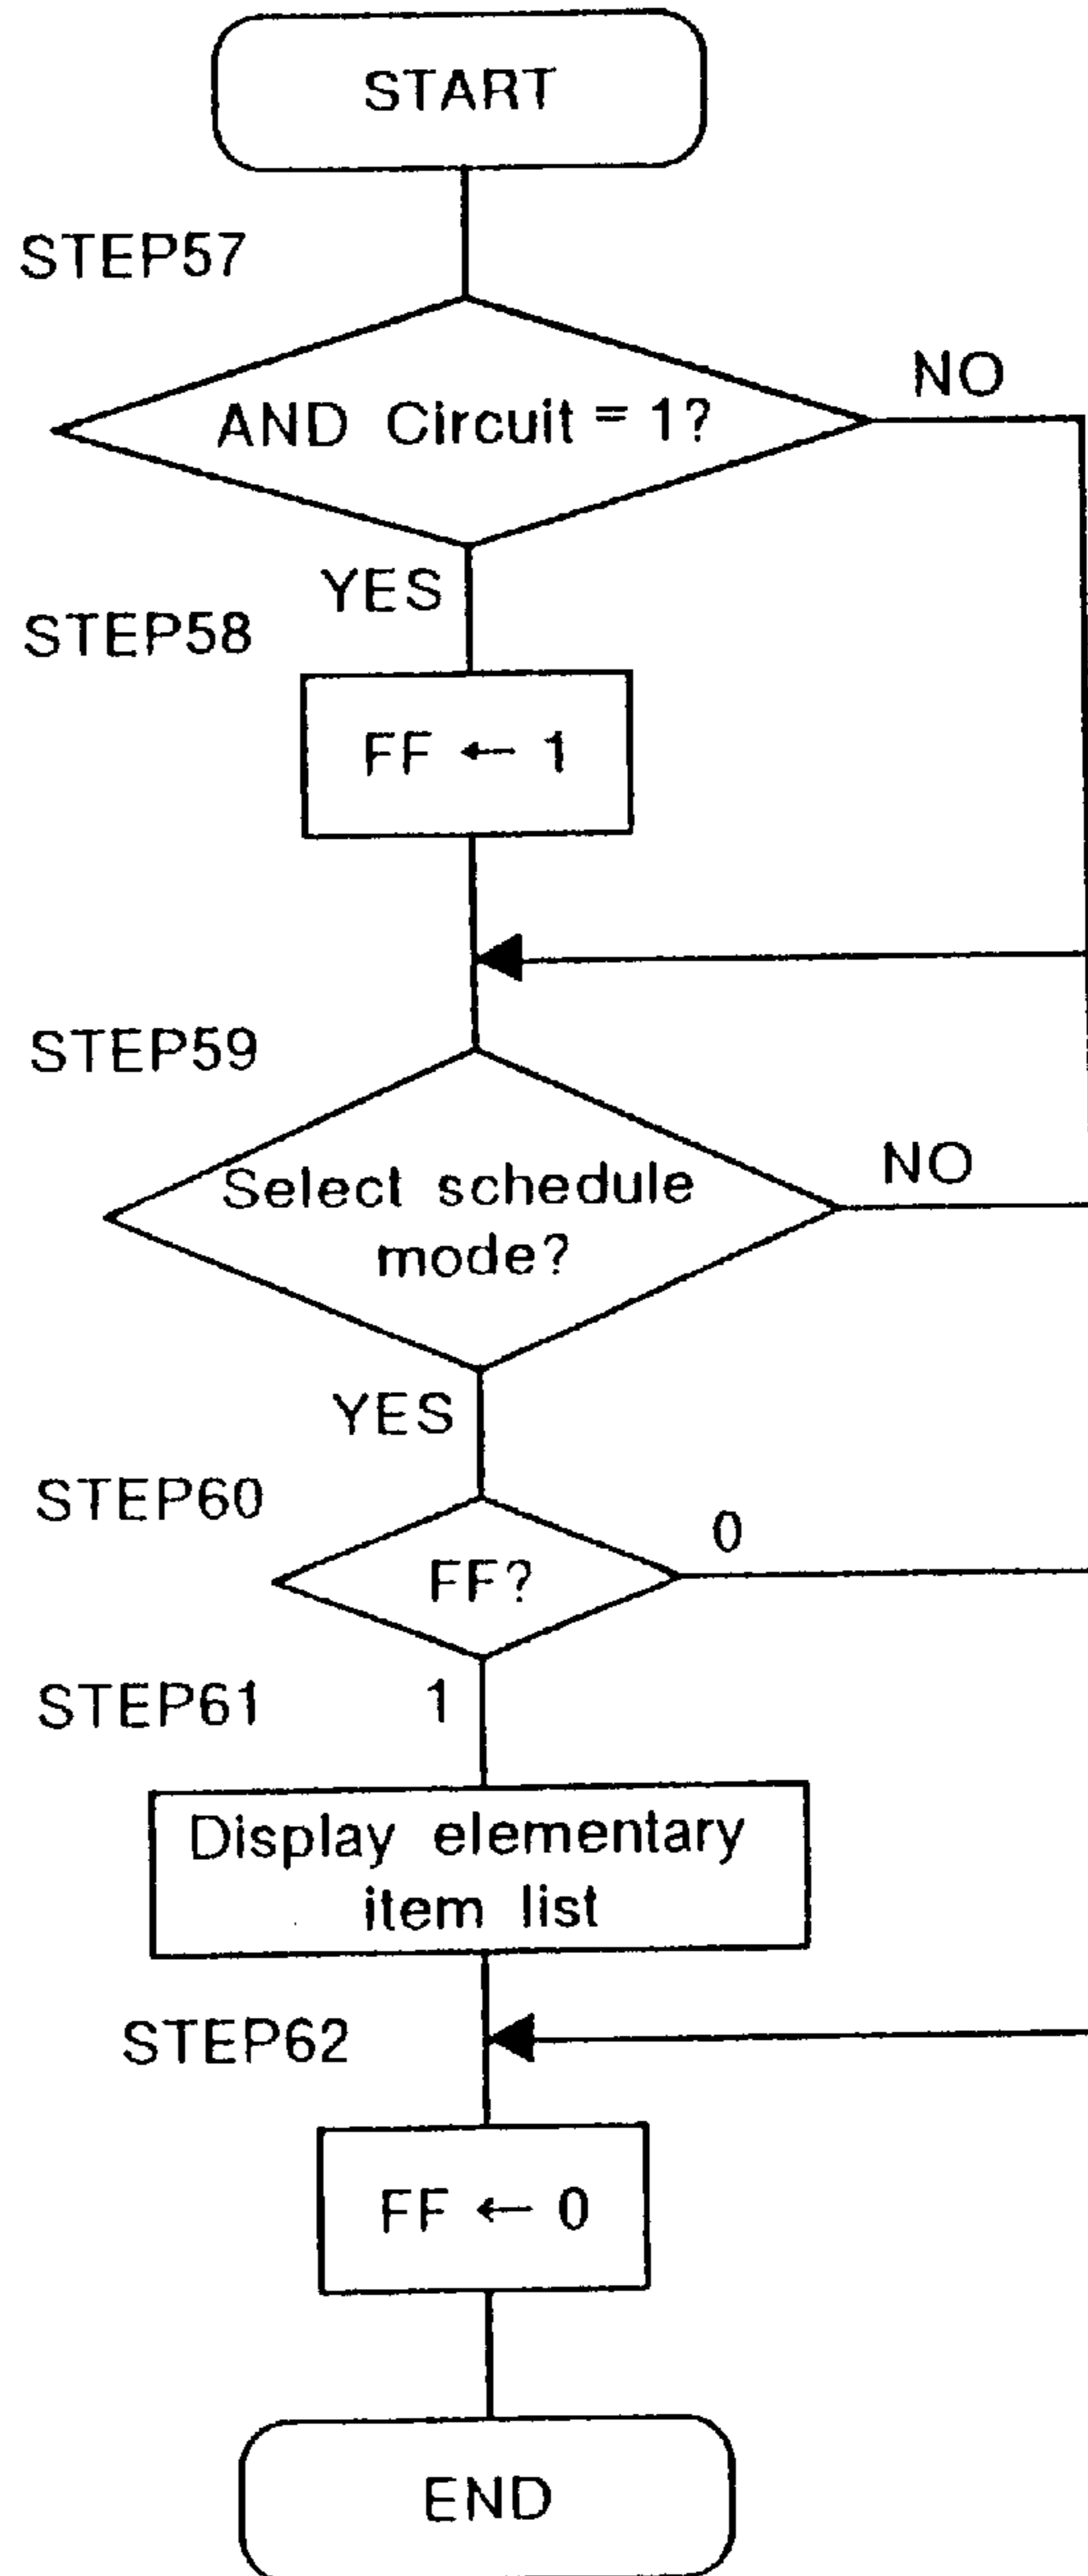 START
STEP57
AND Circuit = 1?
NO
YES
STEP58
FF ← 1
STEP59
Select schedule
mode?
NO
YES
STEP60
FF?
0
STEP61
1
Display elementary
item list
STEP62
FF ← 0
END